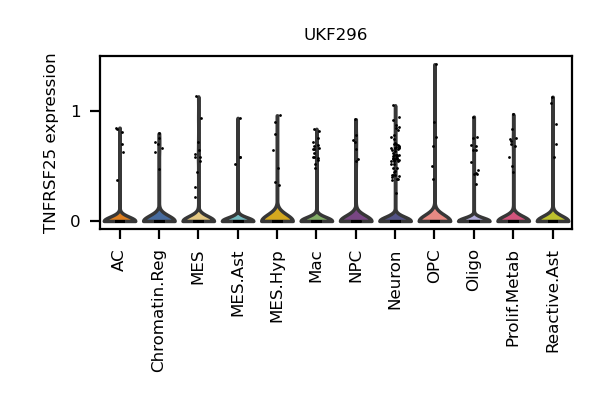 UKF296
TNFRSF25 expression
1
0
AC
Chromatin.Reg
MES
MES.Ast
MES.Hyp
Mac
NPC
Neuron
OPC
Oligo
Prolif.Metab
Reactive.Ast